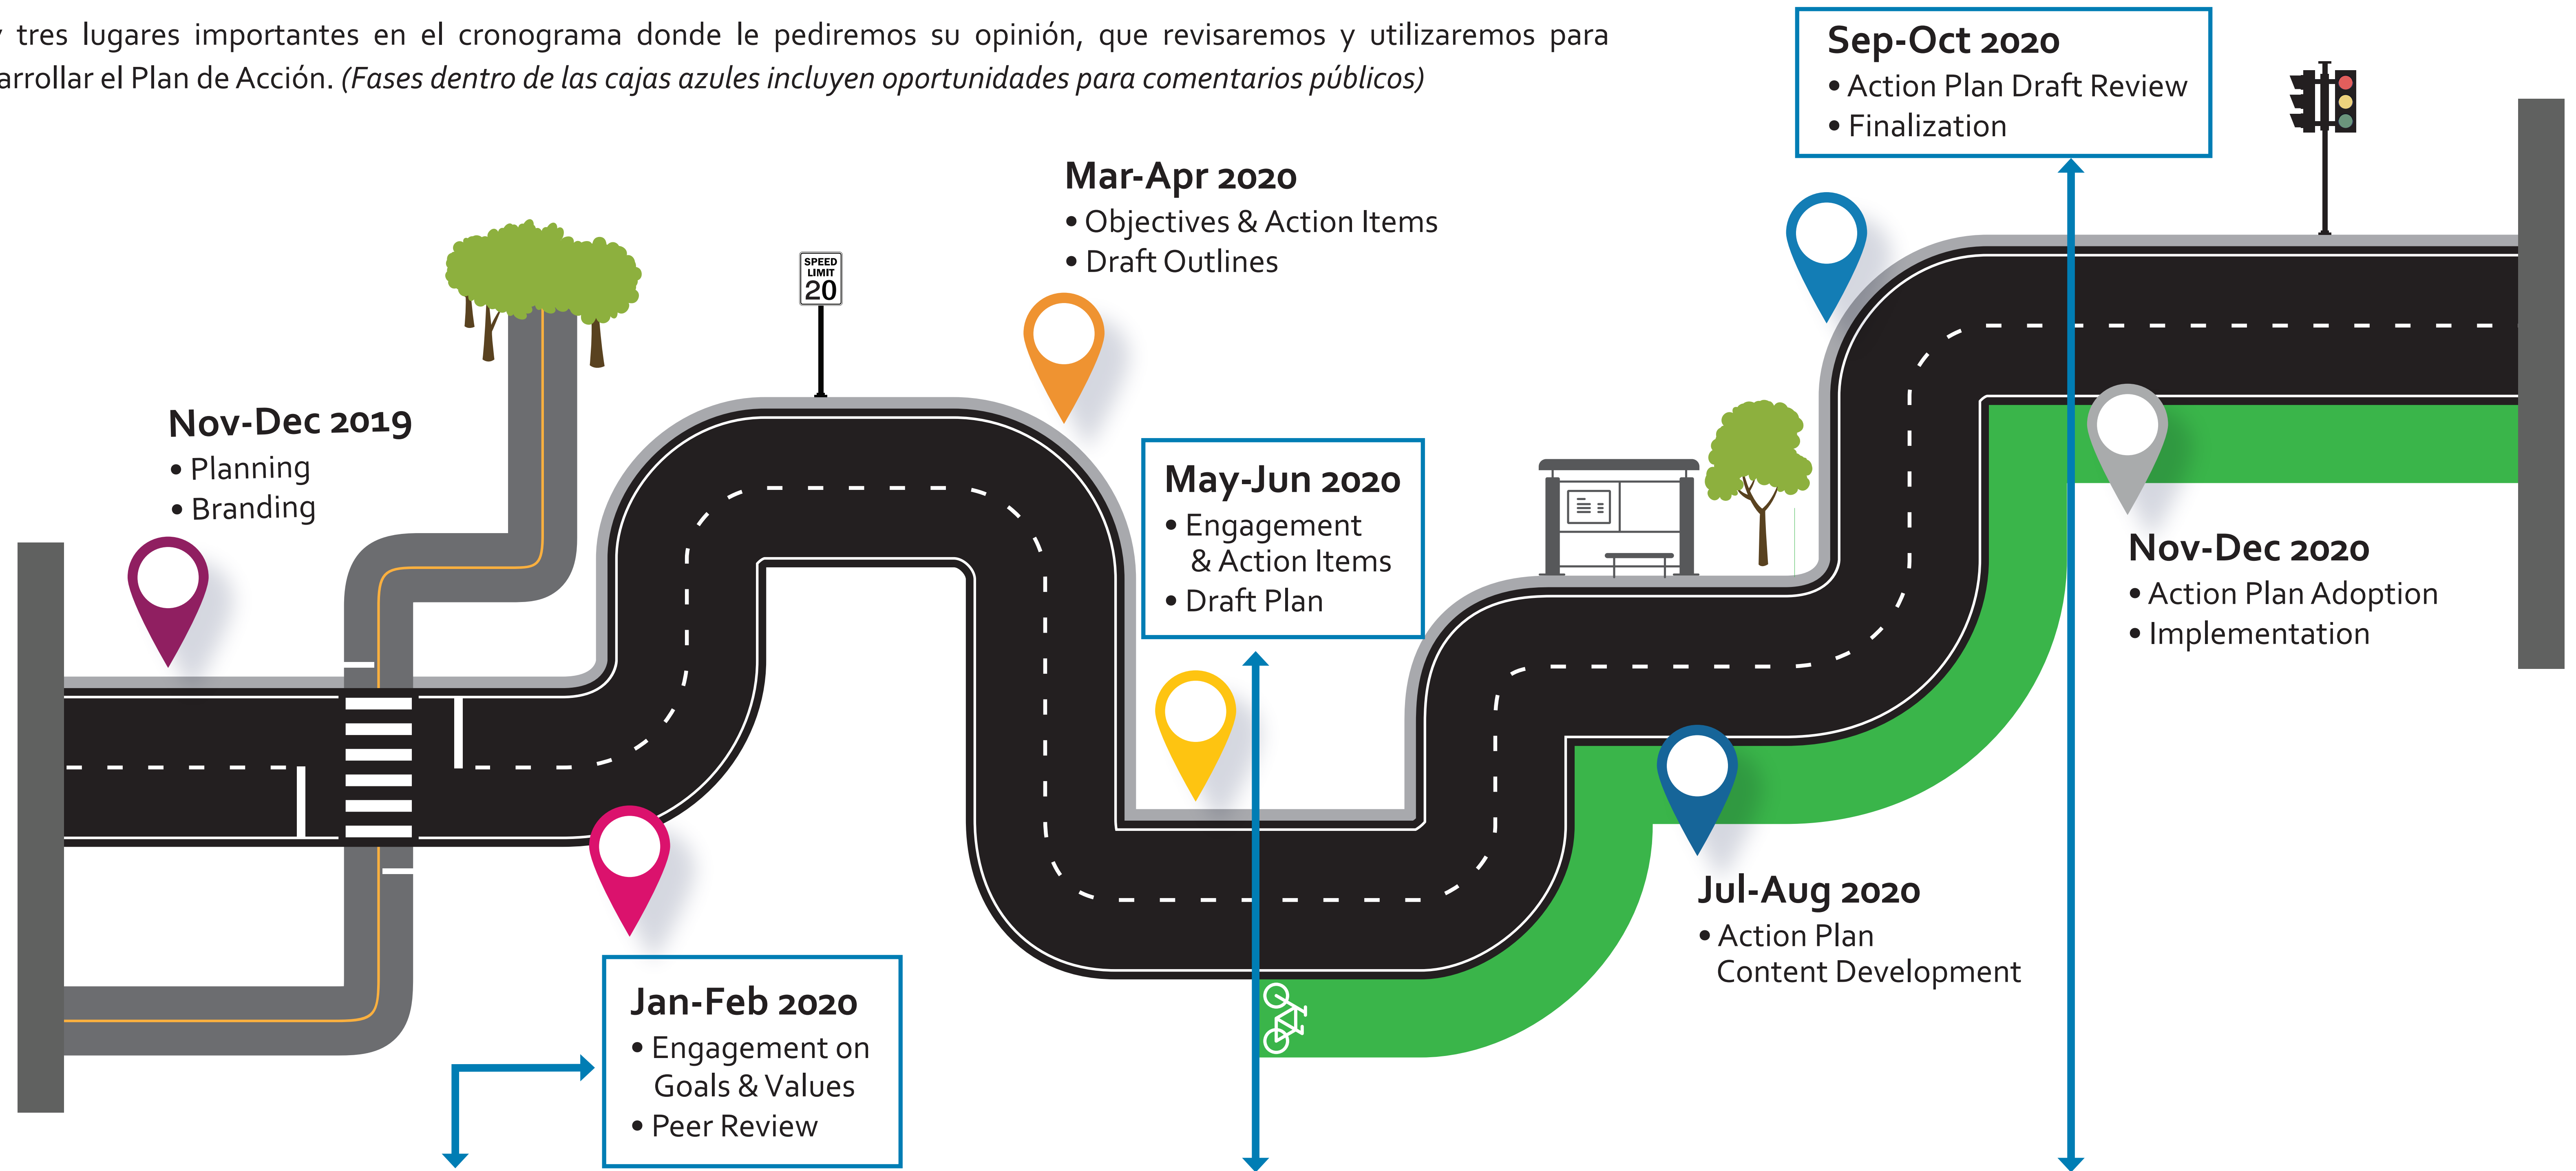 y tres lugares importantes en el cronograma donde le pediremos su opinión, que revisaremos y utilizaremos para
arrollar el Plan de Acción. (Fases dentro de las cajas azules incluyen oportunidades para comentarios públicos)
Nov-Dec 2019
• Planning
• Branding
SPEED
LIMIT
20
Jan-Feb 2020
• Engagement on
Goals & Values
• Peer Review
Mar-Apr 2020
• Objectives & Action Items
• Draft Outlines
May-Jun 2020
• Engagement
& Action Items
• Draft Plan
Jul-Aug 2020
• Action Plan
Content Development
Sep-Oct 2020
• Action Plan Draft Review
• Finalization
Nov-Dec 2020
• Action Plan Adoption
• Implementation